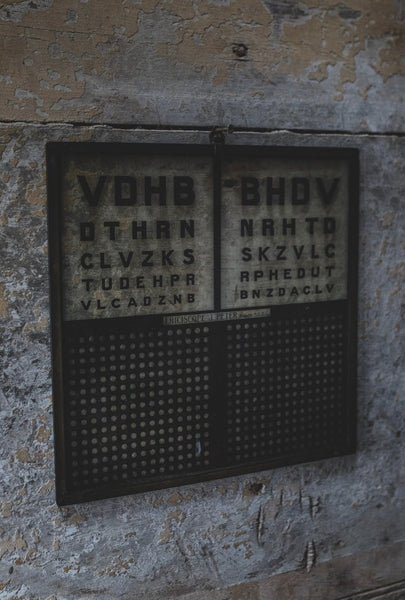 VDHB
DTHRN
CLVZKS
TUDEHPR
VLCADZNB
BHDV
NRHTD
SKZVLC
RPHEDUT
BNZDACLV